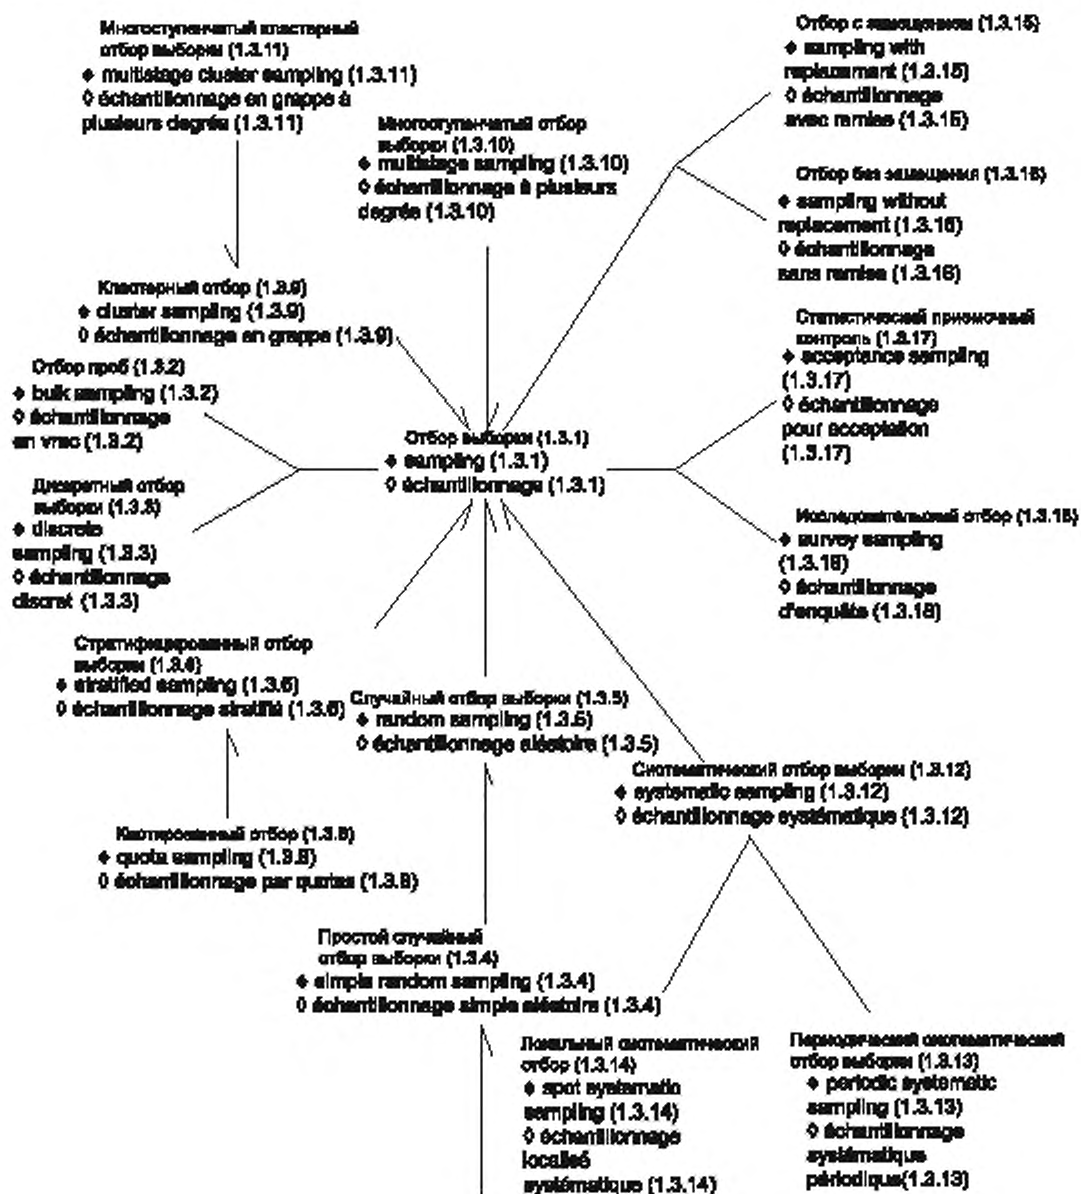 Многоступенчатый кластерный
отбор выборки (1.3.11)
♦ multistage cluster sampling (1.3.11)
◊ échantillonnage en grappe à
plusieurs degrés (1.3.11)
Многоступенчатый отбор
выборки (1.3.10)
♦ multistage sampling (1.3.10)
◊ échantillonnage à plusieurs
degrés (1.3.10)
Отбор с замещением (1.3.15)
♦ sampling with
replacement (1.3.15)
◊ échantillonnage
avec remise (1.3.15)
Отбор без замещения (1.3.16)
♦ sampling without
replacement (1.3.16)
◊ échantillonnage
sans remise (1.3.16)
Кластерный отбор (1.3.9)
♦ cluster sampling (1.3.9)
◊ échantillonnage en grappe (1.3.9)
Отбор проб (1.3.2)
♦ bulk sampling (1.3.2)
◊ échantillonnage
en vrac (1.3.2)
Статистический приемочный
контроль (1.3.17)
♦ acceptance sampling
(1.3.17)
◊ échantillonnage
pour acceptation
(1.3.17)
Отбор выборки (1.3.1)
♦ sampling (1.3.1)
◊ échantillonnage (1.3.1)
Дискретный отбор
выборки (1.3.3)
♦ discrete
sampling (1.3.3)
◊ échantillonnage
discret (1.3.3)
Исследовательский отбор (1.3.18)
♦ survey sampling
(1.3.18)
◊ échantillonnage
d'enquête (1.3.18)
Стратифицированный отбор
выборки (1.3.6)
♦ stratified sampling (1.3.6)
◊ échantillonnage stratifié (1.3.6)
Случайный отбор выборки (1.3.5)
♦ random sampling (1.3.5)
◊ échantillonnage aléatoire (1.3.5)
Систематический отбор выборки (1.3.12)
♦ systematic sampling (1.3.12)
◊ échantillonnage systématique (1.3.12)
Квотированный отбор (1.3.8)
♦ quota sampling (1.3.8)
◊ échantillonnage par quotas (1.3.8)
Простой случайный
отбор выборки (1.3.4)
♦ simple random sampling (1.3.4)
◊ échantillonnage simple aléatoire (1.3.4)
Локальный систематический
отбор (1.3.14)
♦ spot systematic
sampling (1.3.14)
◊ échantillonnage
localisé
systématique (1.3.14)
Периодический систематический
отбор выборки (1.3.13)
♦ periodic systematic
sampling (1.3.13)
◊ échantillonnage
systématique
périodique(1.3.13)